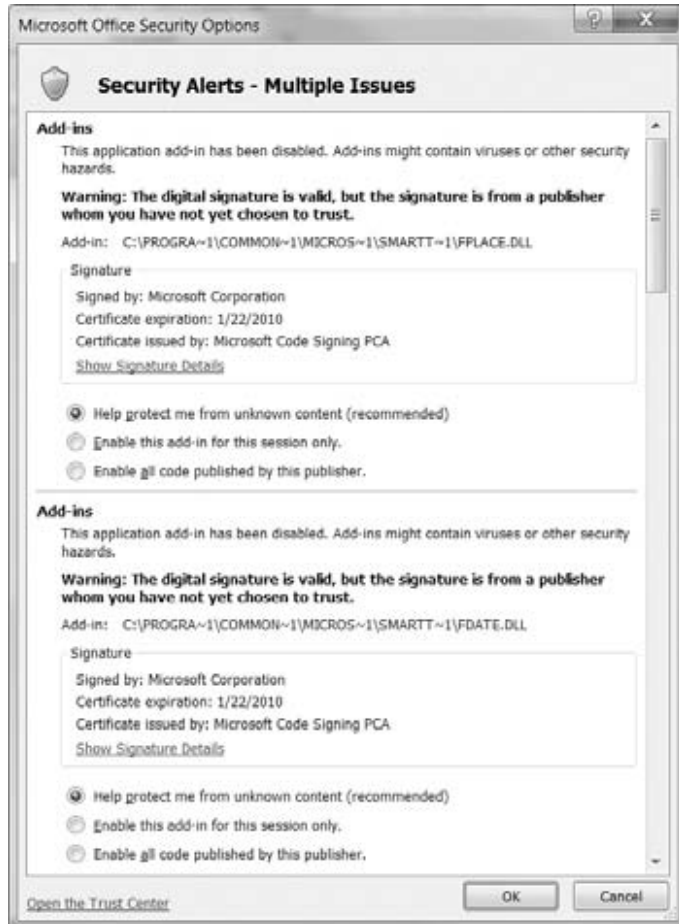 Microsoft Office Security Options
Security Alerts - Multiple Issues
Add-ins
This application add-in has been disabled. Add-ins might contain viruses or other security
hazards.
Warning: The digital signature is valid, but the signature is from a publisher
whom you have not yet chosen to trust.
Add-in: C:\PROGRA~1\COMMON~1\MICROS~1\SMARTT~1\FPLACE.DLL
Signature
Signed by: Microsoft Corporation
Certificate expiration: 1/22/2010
Certificate issued by: Microsoft Code Signing PCA
Show Signature Details
Help protect me from unknown content (recommended)
Enable this add-in for this session only.
Enable all code published by this publisher.
Add-ins
This application add-in has been disabled. Add-ins might contain viruses or other security
hazards.
Warning: The digital signature is valid, but the signature is from a publisher
whom you have not yet chosen to trust.
Add-in: C:\PROGRA~1\COMMON~1\MICROS~1\SMARTT~1\FDATE.DLL
Signature
Signed by: Microsoft Corporation
Certificate expiration: 1/22/2010
Certificate issued by: Microsoft Code Signing PCA
Show Signature Details
Help protect me from unknown content (recommended)
Enable this add-in for this session only.
Enable all code published by this publisher.
Open the Trust Center
OK
Cancel